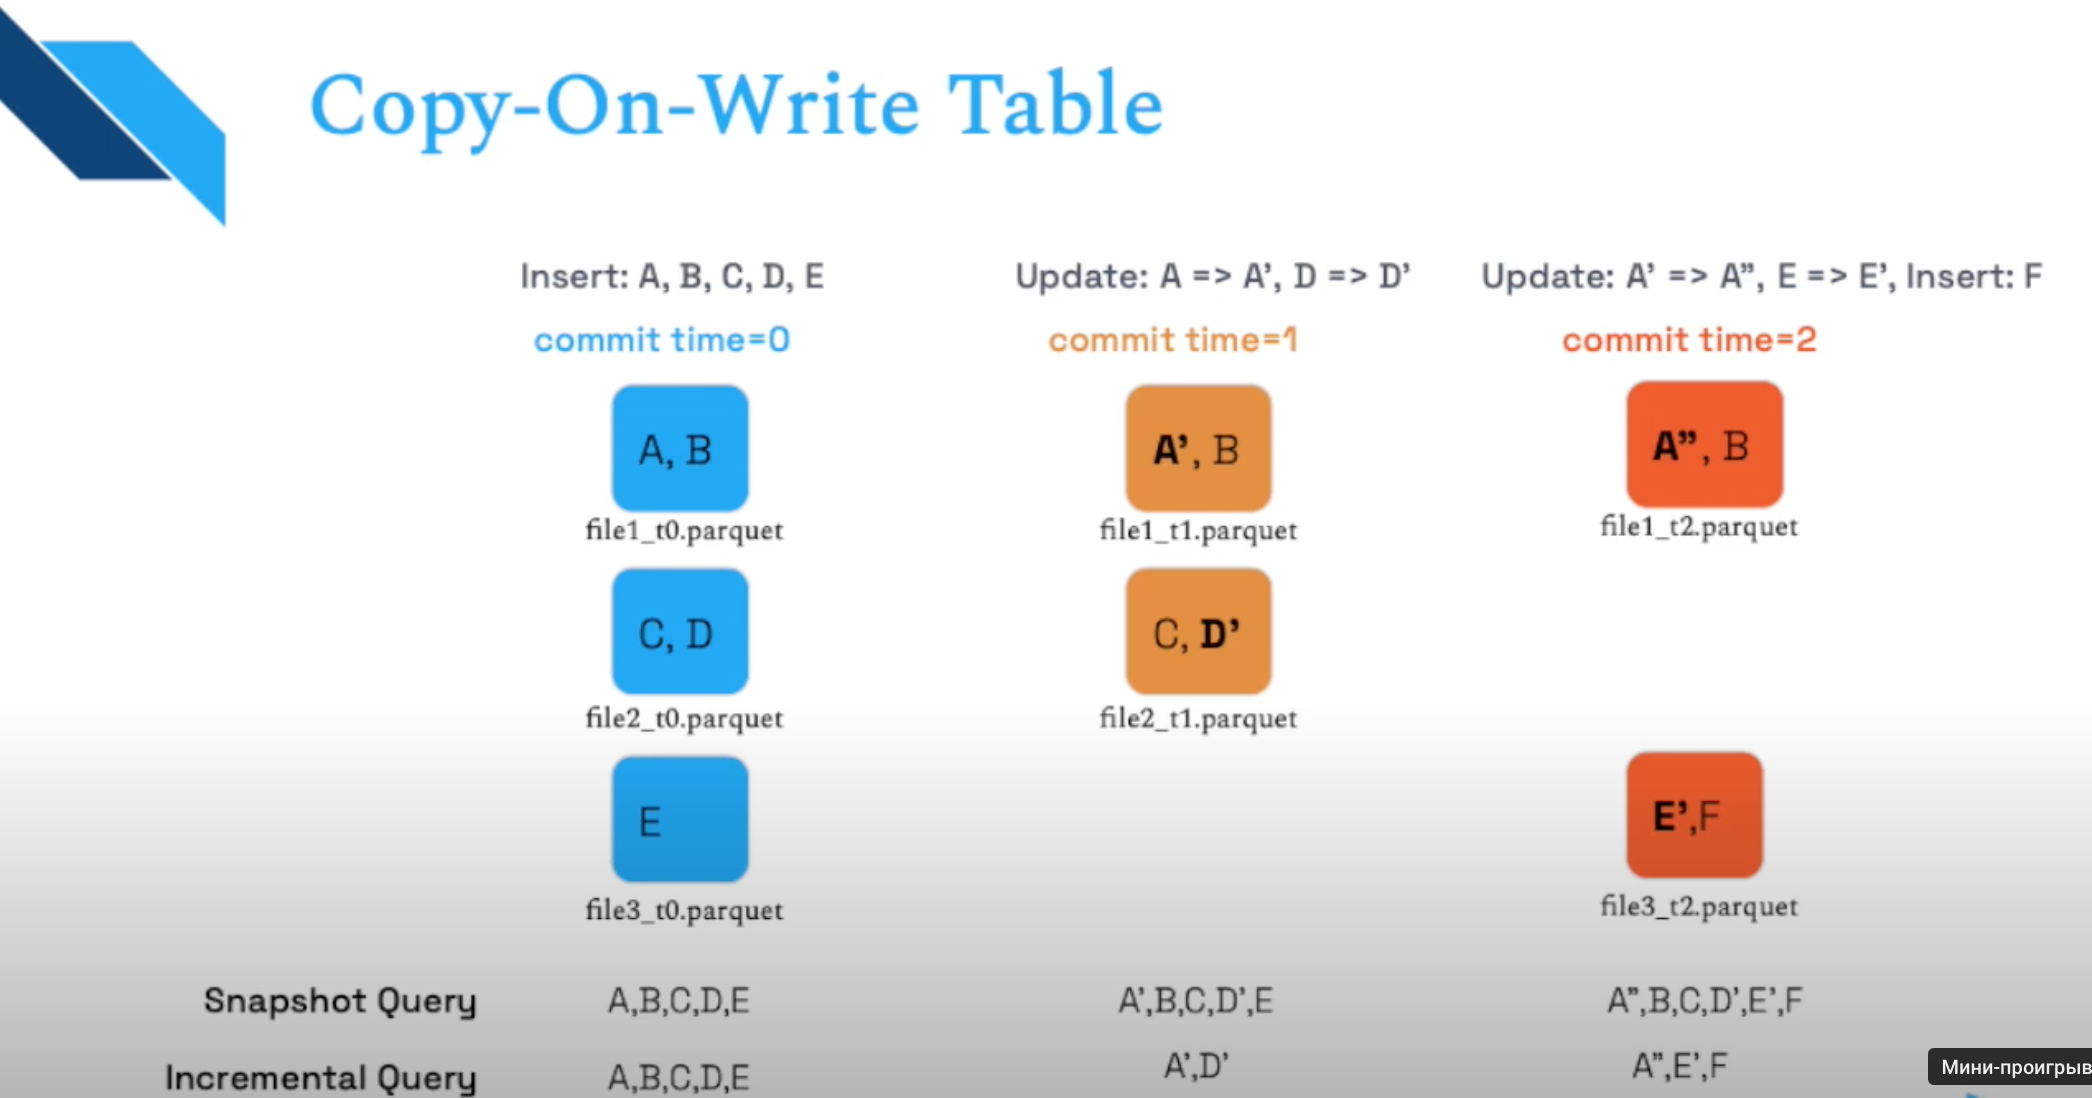 Copy-On-Write Table
Insert: A, B, C, D, E
Update: A => A', D => D'
Update: A' => A”, E => E', Insert: F
commit time=0
commit time=1
commit time=2
A, B
A’, B
A”, B
file1_t0.parquet
file1_t1.parquet
file1_t2.parquet
C, D
C, D’
file2_t0.parquet
file2_t1.parquet
E
E’,F
file3_t0.parquet
file3_t2.parquet
Snapshot Query
A,B,C,D,E
A’,B,C,D’,E
A”,B,C,D’,E’,F
Incremental Query
A,B,C,D,E
A’,D’
A”,E’,F
Мини-проигрыв